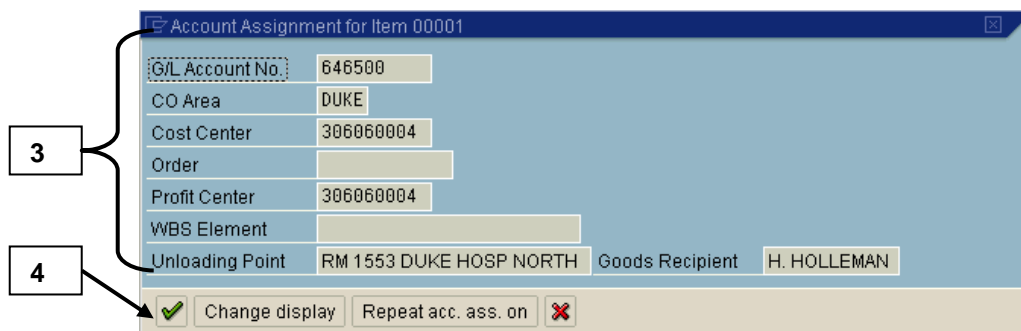 Account Assignment for Item 00001
G/L Account No. 646500
CO Area DUKE
Cost Center 306060004
3
Order
Profit Center 306060004
WBS Element
Unloading Point RM 1553 DUKE HOSP NORTH Goods Recipient H. HOLLEMAN
4
Change display Repeat acc. ass. on